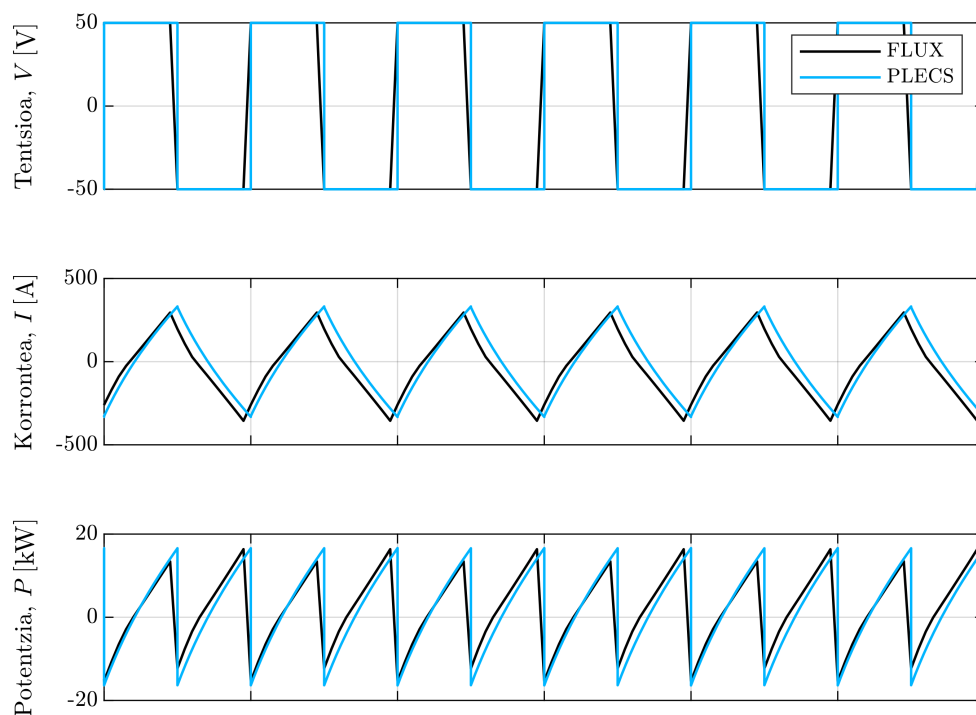 Tentsioa, V [V]
50
0
-50
FLUX
PLECS
Korrontea, I [A]
500
0
-500
Potentzia, P [kW]
20
0
-20